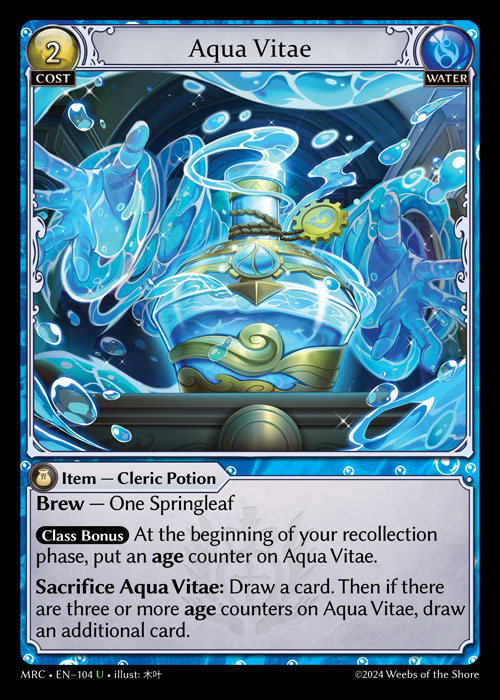 Aqua Vitae
2
COST
WATER
Item — Cleric Potion
Brew — One Springleaf
Class Bonus At the beginning of your recollection
phase, put an age counter on Aqua Vitae.
Sacrifice Aqua Vitae: Draw a card. Then if there
are three or more age counters on Aqua Vitae, draw
an additional card.
MRC • EN-104 U • illust: 木叶
©2024 Weebs of the Shore